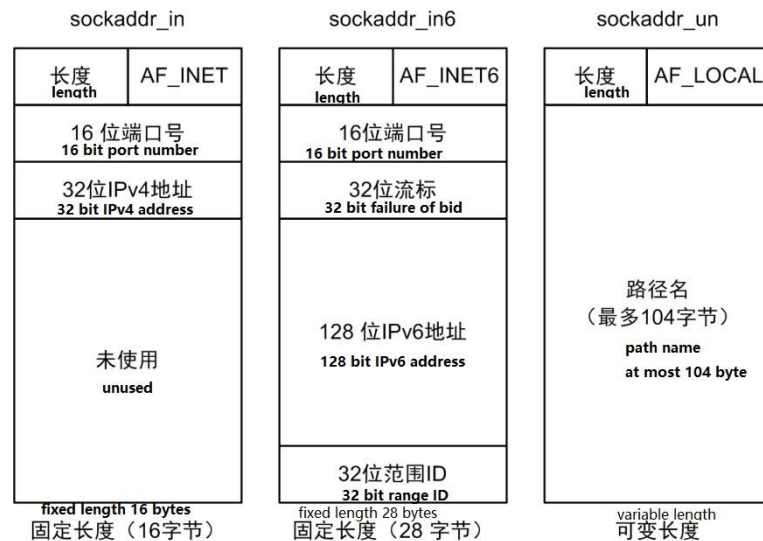 sockaddr_in
长度
length
AF_INET
16 位端口号
16 bit port number
32位IPv4地址
32 bit IPv4 address
未使用
unused
fixed length 16 bytes
固定长度（16字节）
sockaddr_in6
长度
length
AF_INET6
16位端口号
16 bit port number
32位流标
32 bit failure of bid
128 位IPv6地址
128 bit IPv6 address
32位范围ID
32 bit range ID
fixed length 28 bytes
固定长度（28 字节）
sockaddr_un
长度
length
AF_LOCAL
路径名
（最多104字节）
path name
at most 104 byte
variable length
可变长度